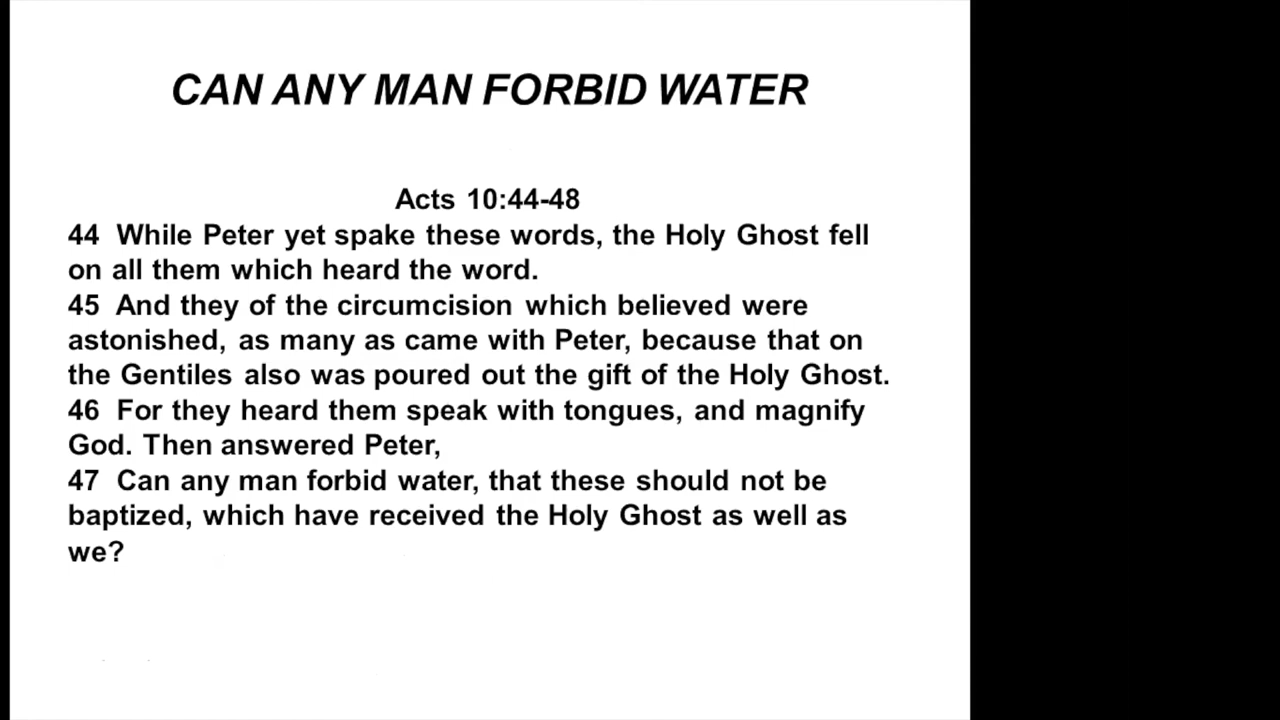 CAN ANY MAN FORBID WATER
Acts 10:44-48
44 While Peter yet spake these words, the Holy Ghost fell
on all them which heard the word.
45 And they of the circumcision which believed were
astonished, as many as came with Peter, because that on
the Gentiles also was poured out the gift of the Holy Ghost.
46 For they heard them speak with tongues, and magnify
God. Then answered Peter,
47 Can any man forbid water, that these should not be
baptized, which have received the Holy Ghost as well as
we?